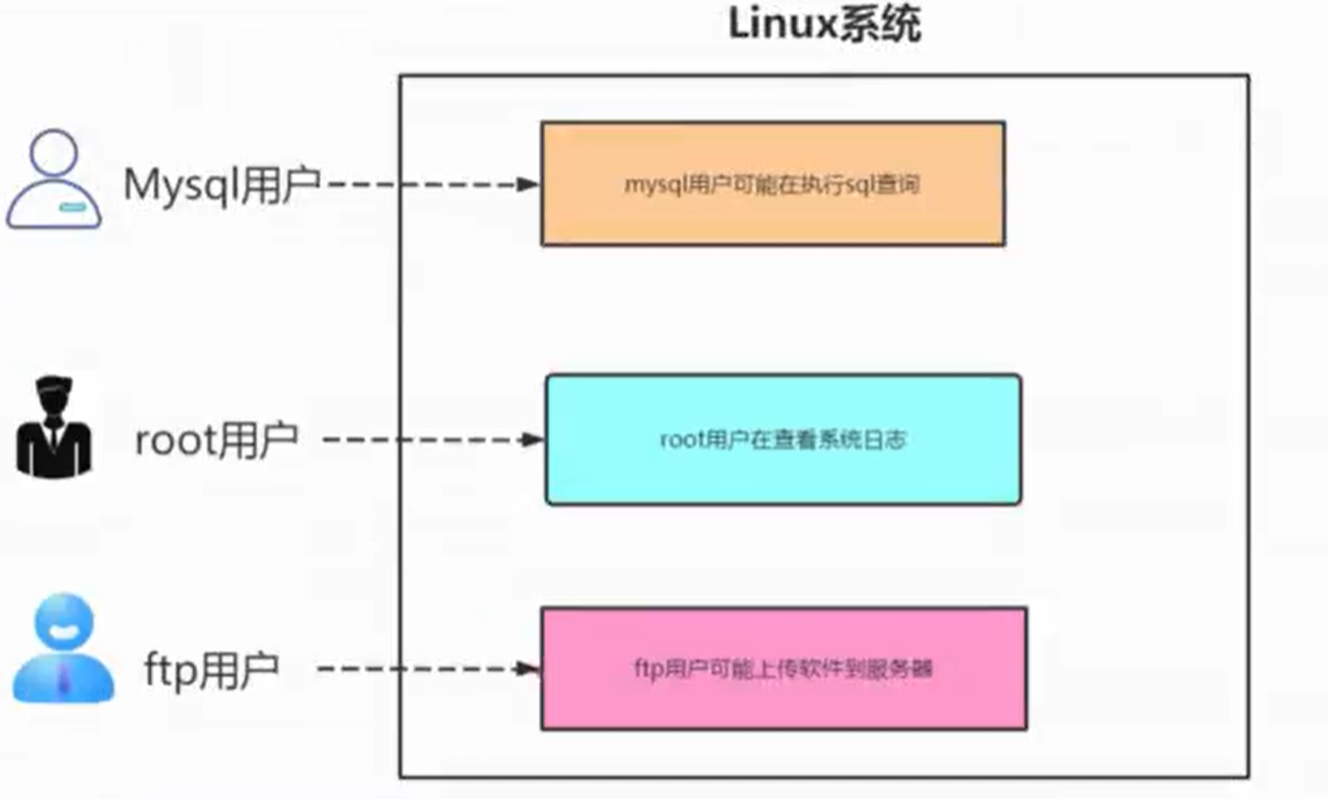 Linux系统
Mysql用户
mysql用户可能在执行sql查询
root用户
root用户在查看系统日志
ftp用户
ftp用户可能上传软件到服务器